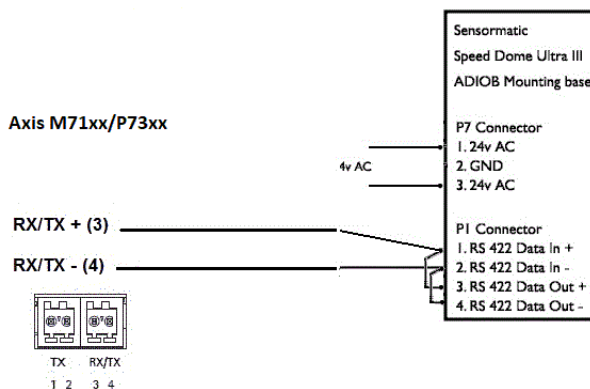 Sensormatic
Speed Dome Ultra III
ADIOB Mounting base
Axis M71xx/P73xx
P7 Connector
1. 24v AC
4v AC
2. GND
3. 24v AC
RX/TX + (3)
P1 Connector
1. RS 422 Data In +
RX/TX - (4)
2. RS 422 Data In -
3. RS 422 Data Out +
4. RS 422 Data Out -
TX RX/TX
1 2 3 4